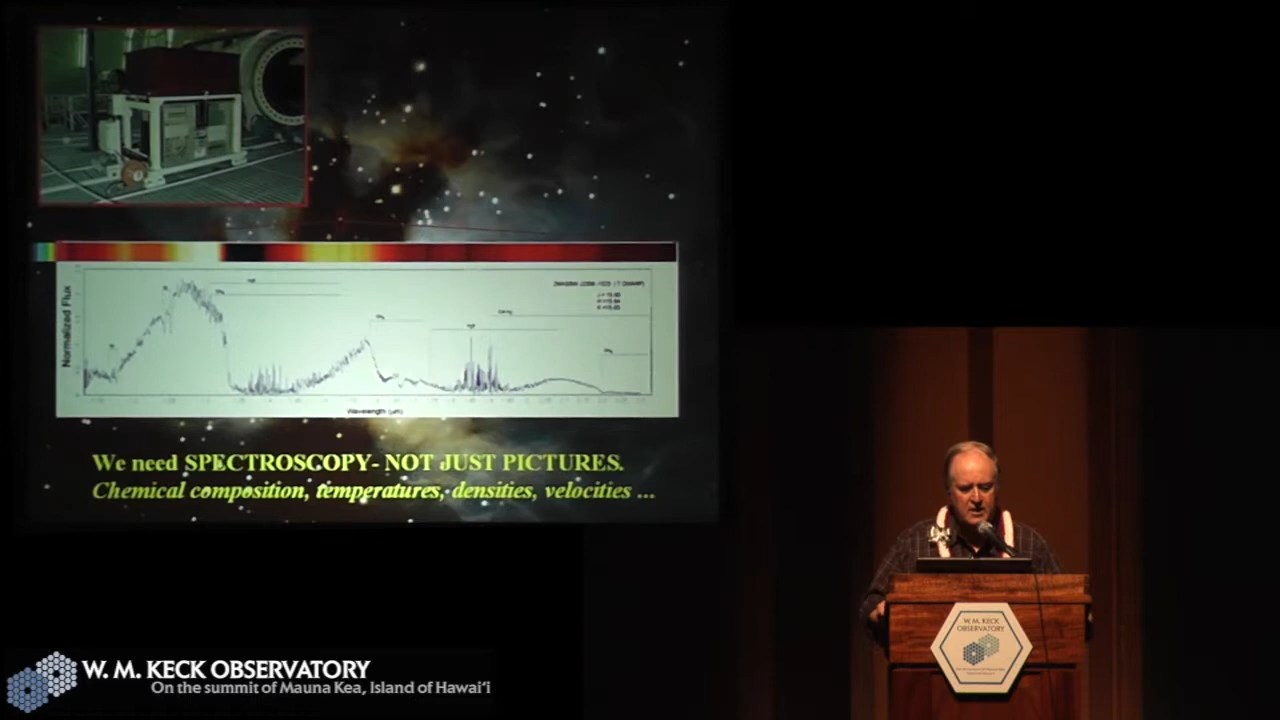 Normalized Flux
Wavelength (μm)
We need SPECTROSCOPY- NOT JUST PICTURES.
Chemical composition, temperatures, densities, velocities ...
W. M. KECK
OBSERVATORY
W. M. KECK OBSERVATORY
On the summit of Mauna Kea, Island of Hawaiʻi